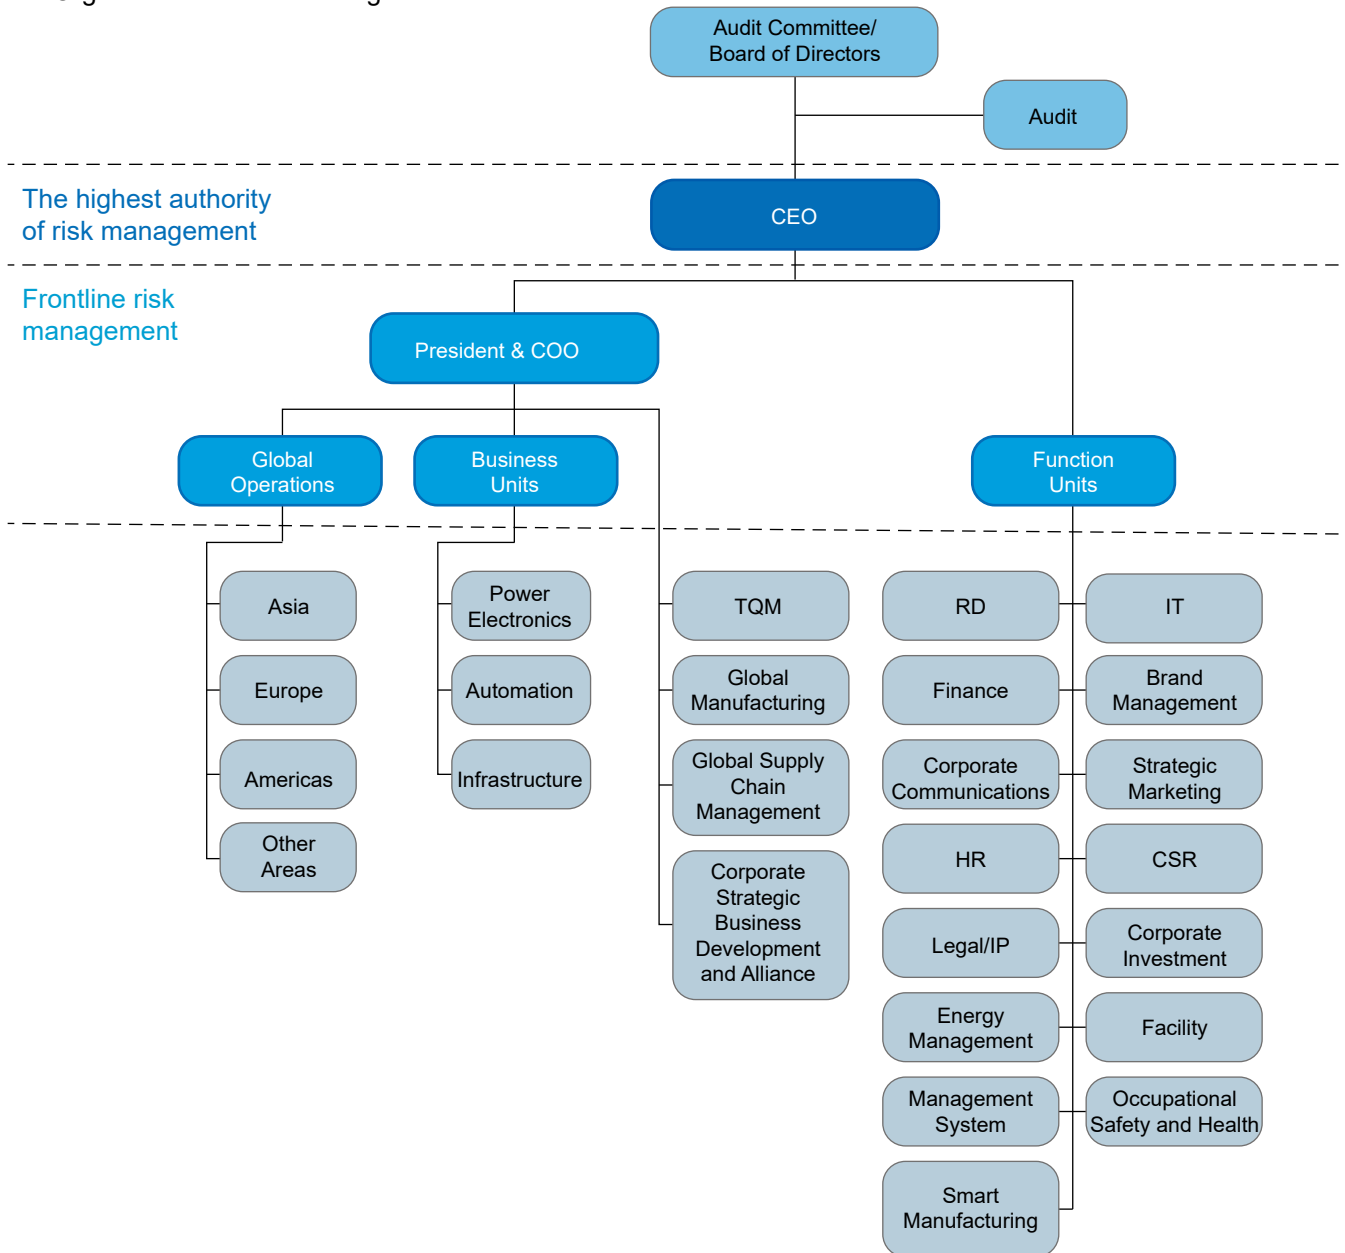 Audit Committee/
Board of Directors
Audit
The highest authority
of risk management
CEO
Frontline risk
management
President & COO
Global
Operations
Business
Units
Function
Units
Asia
Europe
Americas
Other
Areas
Power
Electronics
Automation
Infrastructure
TQM
Global
Manufacturing
Global Supply
Chain
Management
Corporate
Strategic
Business
Development
and Alliance
RD
IT
Finance
Brand
Management
Corporate
Communications
Strategic
Marketing
HR
CSR
Legal/IP
Corporate
Investment
Energy
Management
Facility
Management
System
Occupational
Safety and Health
Smart
Manufacturing